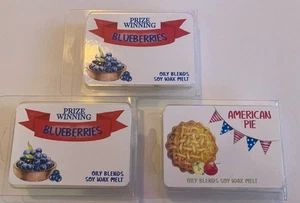 PRIZE
WINNING
BLUEBERRIES
OILY BLENDS
SOY WAX MELT
PRIZE
WINNING
BLUEBERRIES
OILY BLENDS
SOY WAX MELT
AMERICAN
PIE
OILY BLENDS SOY WAX MELT